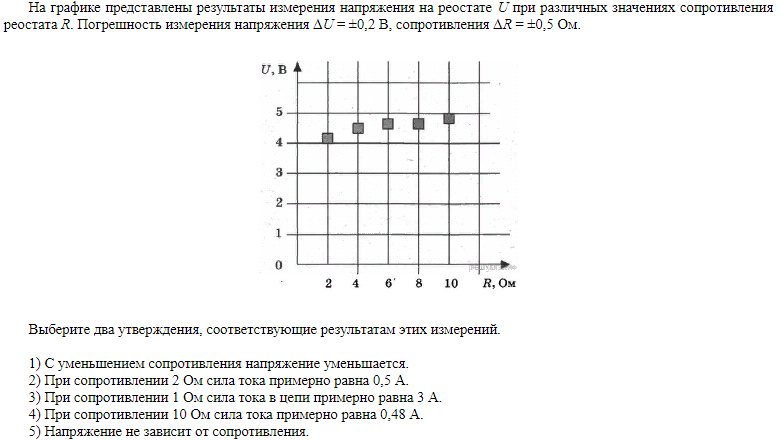 На графике представлены результаты измерения напряжения на реостате U при различных значениях сопротивления
реостата R. Погрешность измерения напряжения ΔU = ±0,2 В, сопротивления ΔR = ±0,5 Ом.
U, В
5
4
3
2
1
0
2 4 6 8 10 R, Ом
Выберите два утверждения, соответствующие результатам этих измерений.
1) С уменьшением сопротивления напряжение уменьшается.
2) При сопротивлении 2 Ом сила тока примерно равна 0,5 А.
3) При сопротивлении 1 Ом сила тока в цепи примерно равна 3 А.
4) При сопротивлении 10 Ом сила тока примерно равна 0,48 А.
5) Напряжение не зависит от сопротивления.